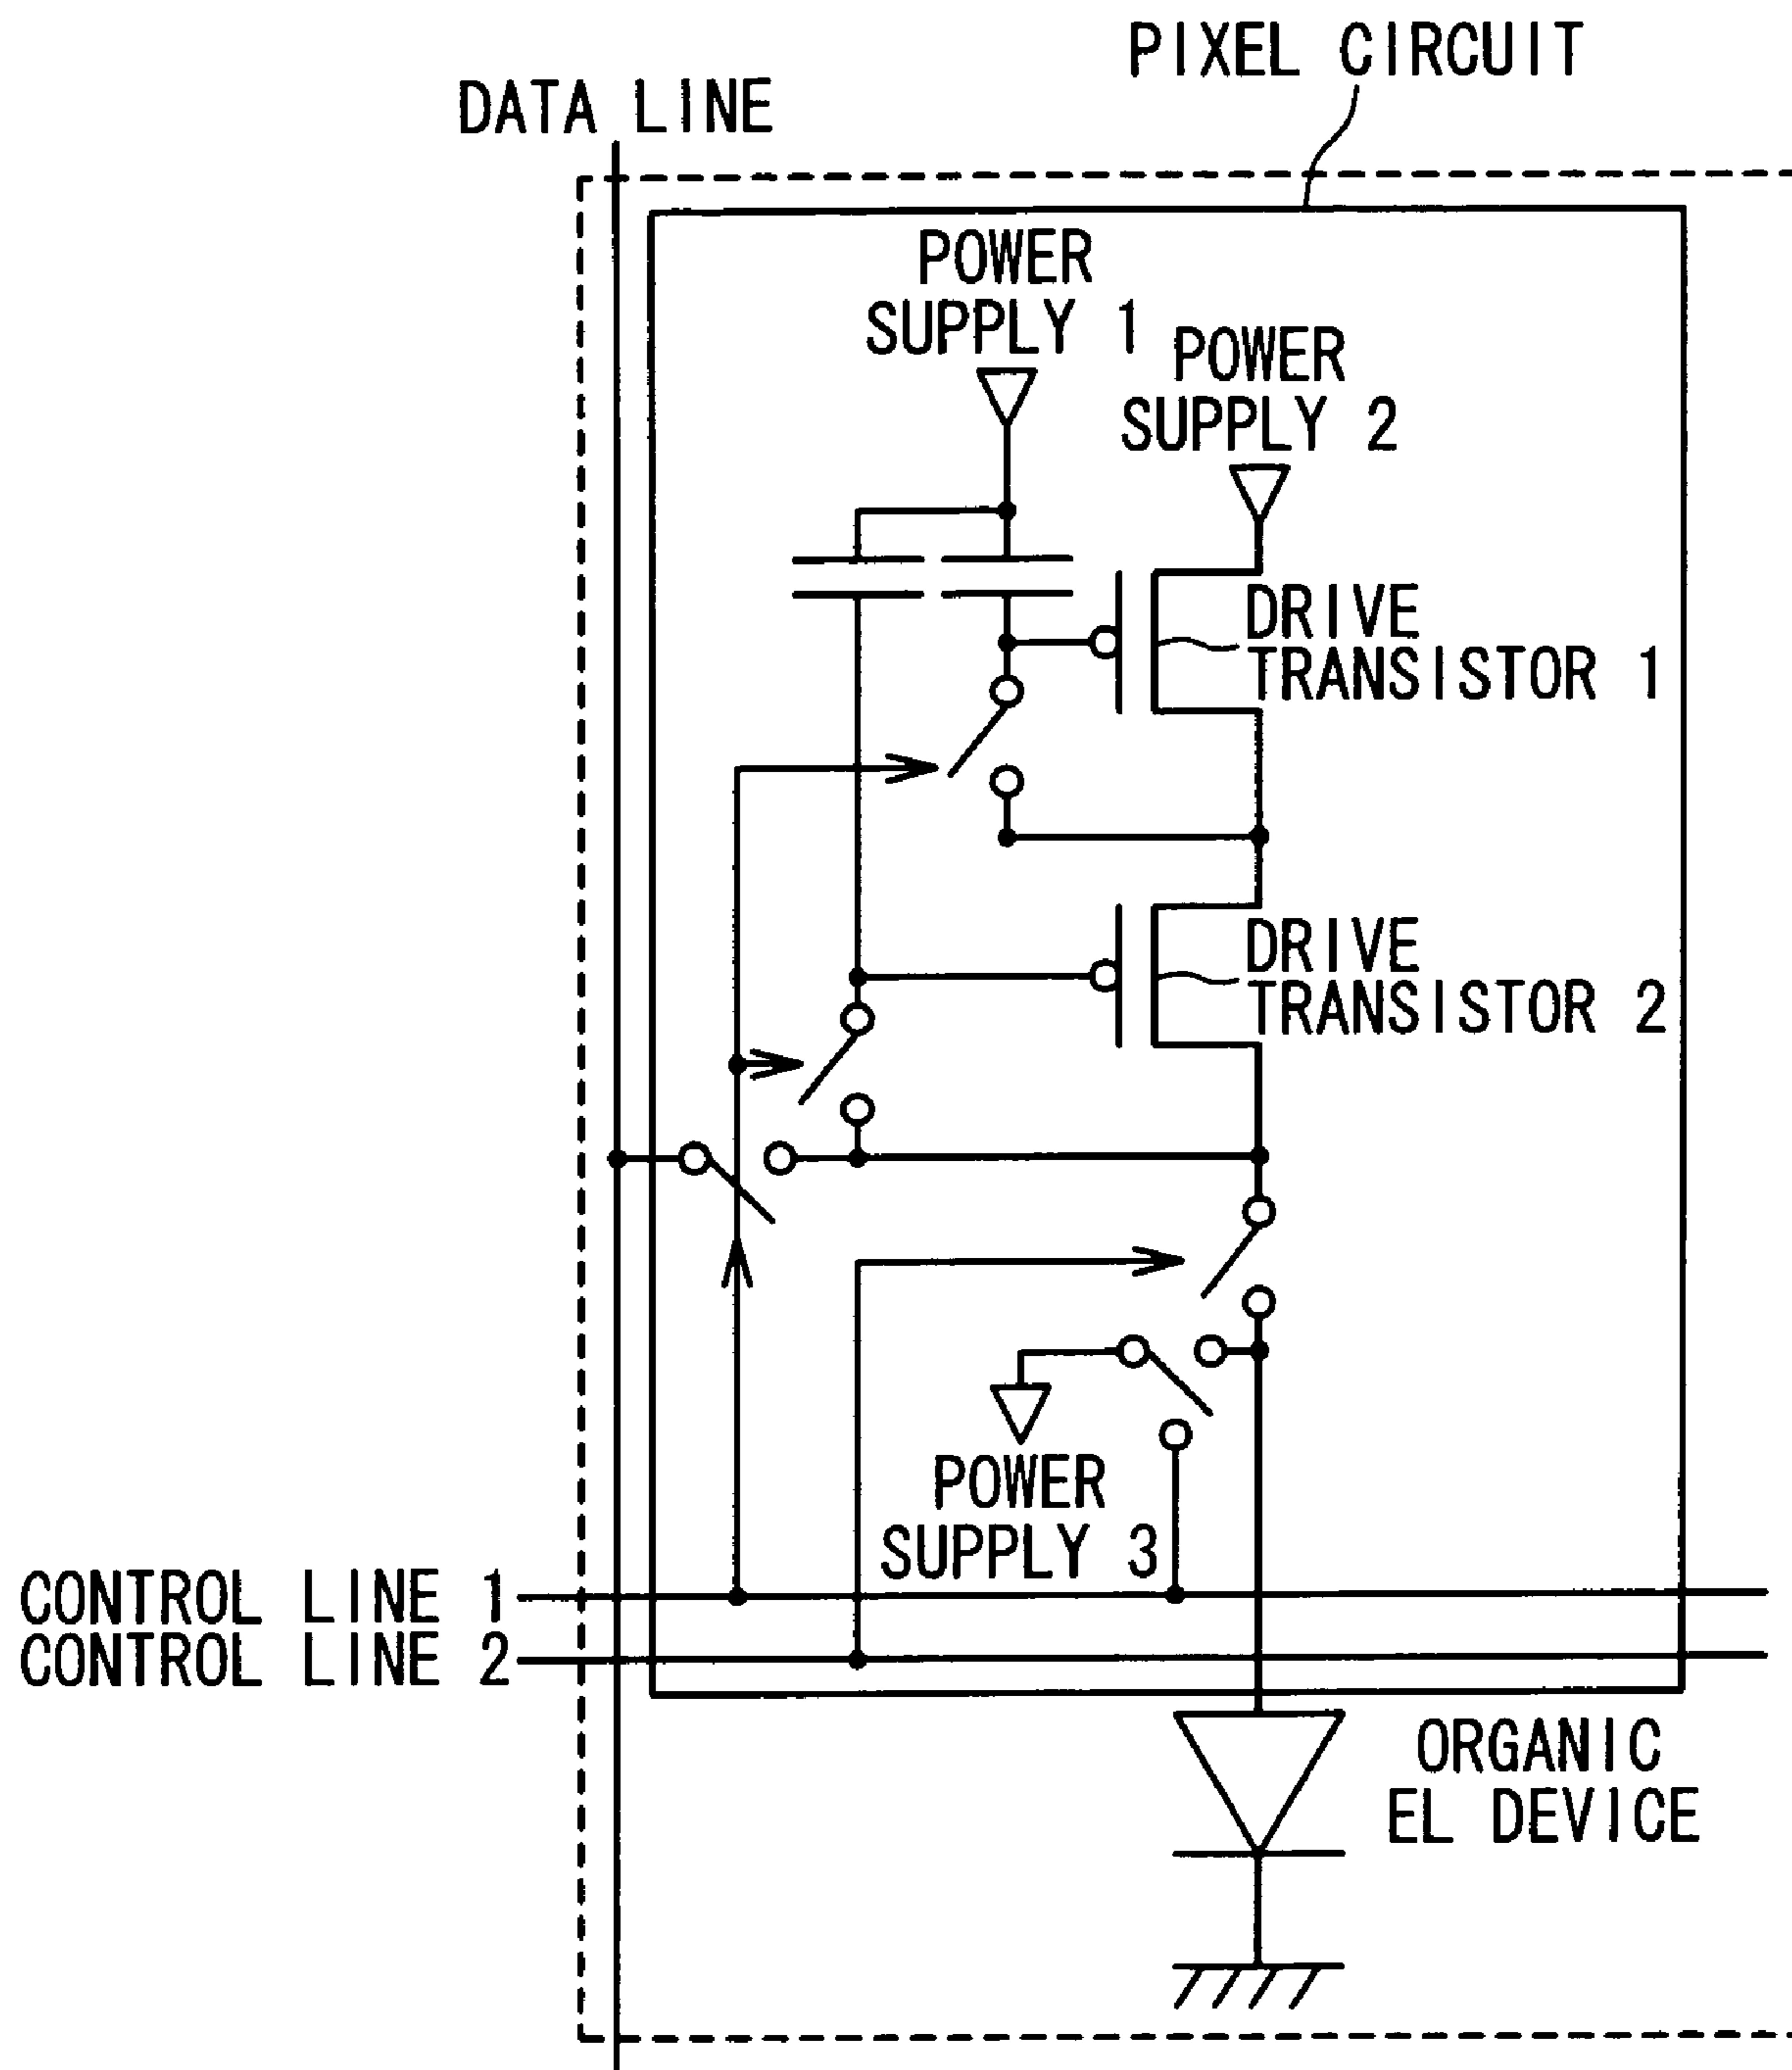 PIXEL CIRCUIT
DATA LINE
POWER
SUPPLY 1
POWER
SUPPLY 2
DRIVE
TRANSISTOR 1
DRIVE
TRANSISTOR 2
POWER
SUPPLY 3
CONTROL LINE 1
CONTROL LINE 2
ORGANIC
EL DEVICE